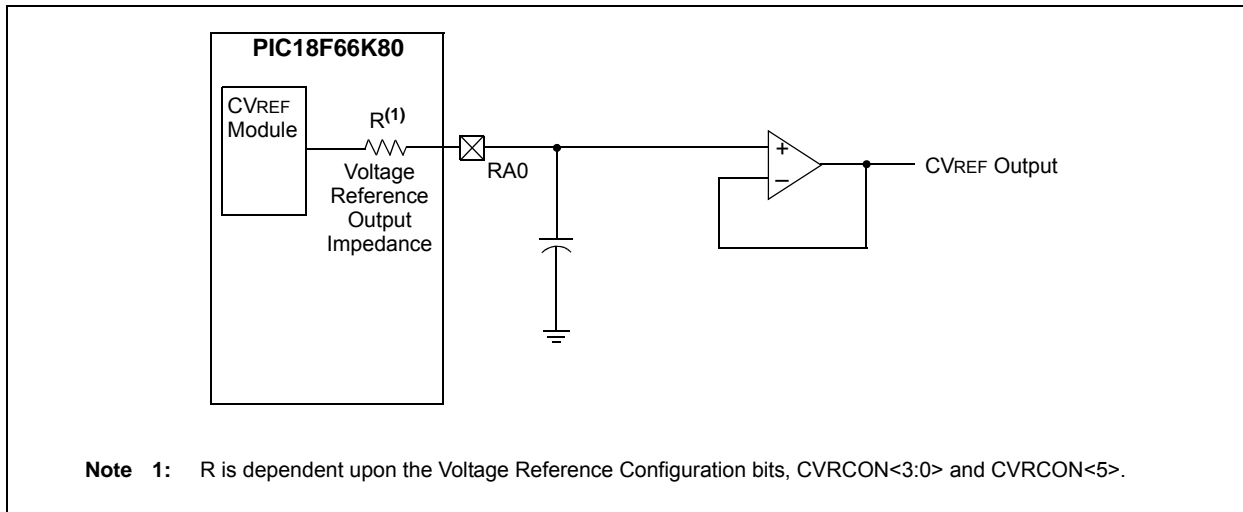 PIC18F66K80
CVREF
Module
R(1)
Voltage
Reference
Output
Impedance
RA0
+
–
CVREF Output
Note 1: R is dependent upon the Voltage Reference Configuration bits, CVRCON<3:0> and CVRCON<5>.